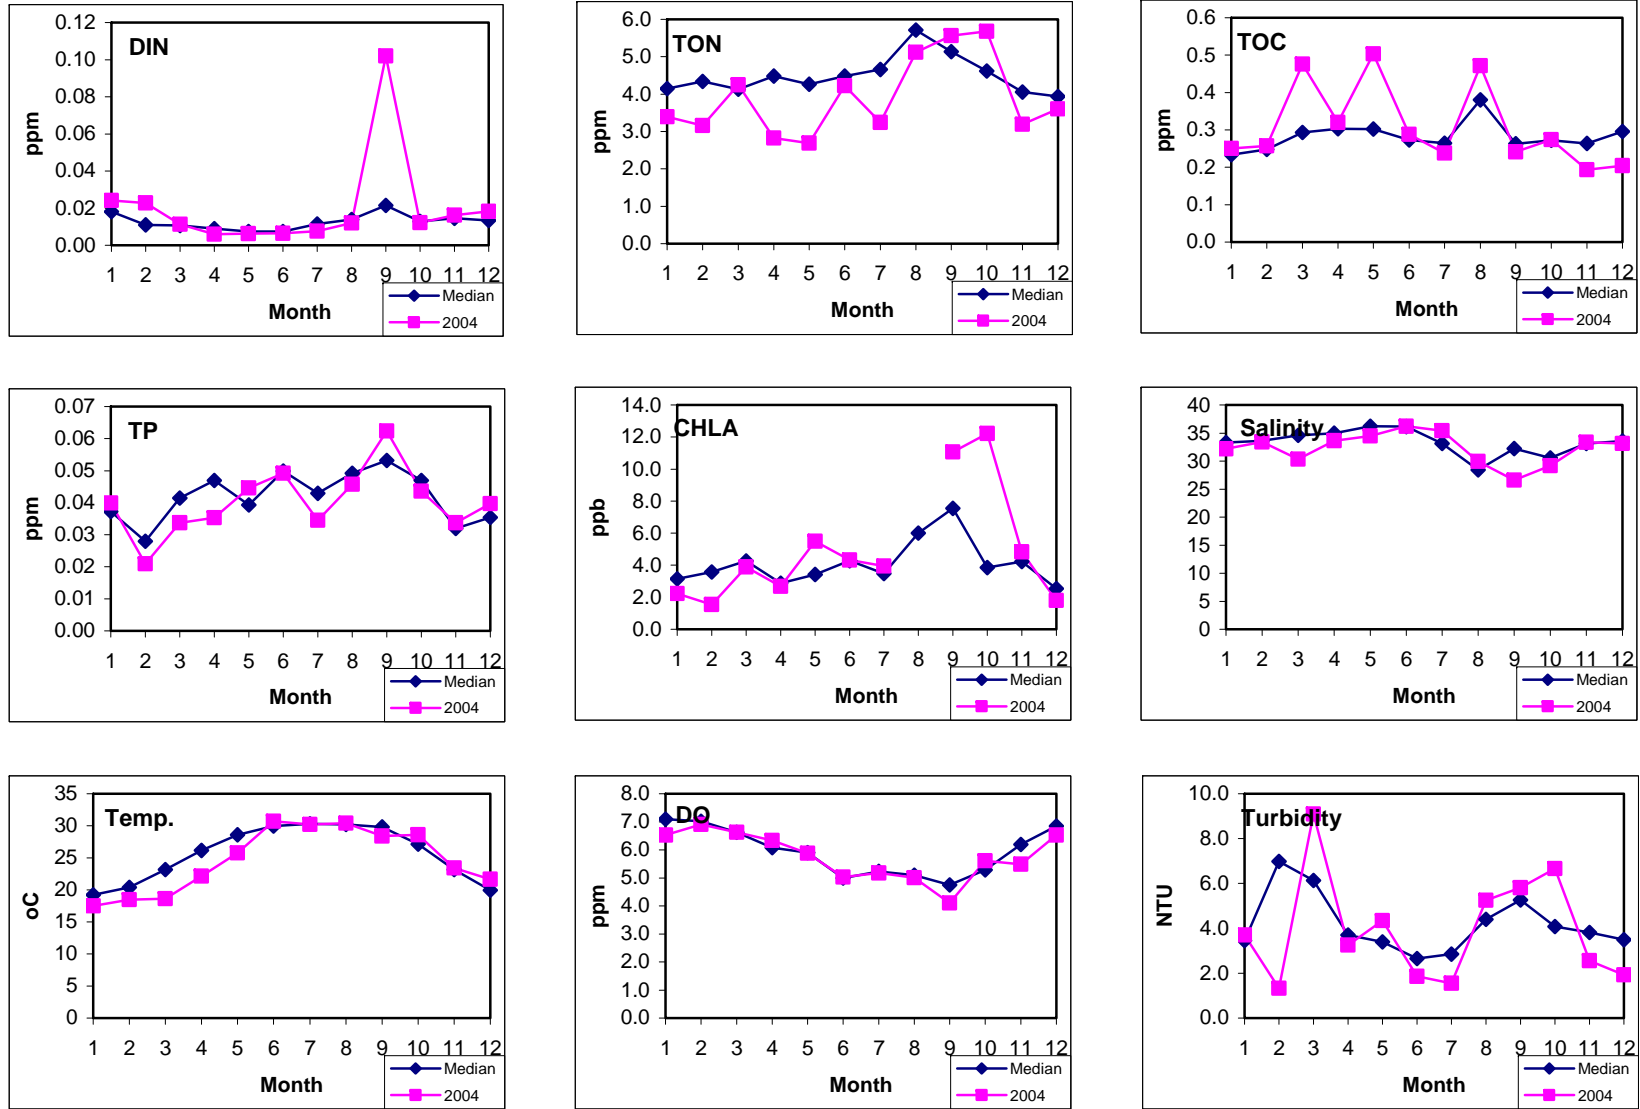 DIN
ppm
0.12
0.10
0.08
0.06
0.04
0.02
0.00
1 2 3 4 5 6 7 8 9 10 11 12
Month
Median
2004
TON
ppm
6.0
5.0
4.0
3.0
2.0
1.0
0.0
1 2 3 4 5 6 7 8 9 10 11 12
Month
Median
2004
TOC
ppm
0.6
0.5
0.4
0.3
0.2
0.1
0.0
1 2 3 4 5 6 7 8 9 10 11 12
Month
Median
2004
TP
ppm
0.07
0.06
0.05
0.04
0.03
0.02
0.01
0.00
1 2 3 4 5 6 7 8 9 10 11 12
Month
Median
2004
CHLA
ppb
14.0
12.0
10.0
8.0
6.0
4.0
2.0
0.0
1 2 3 4 5 6 7 8 9 10 11 12
Month
Median
2004
Salinity
40
35
30
25
20
15
10
5
0
1 2 3 4 5 6 7 8 9 10 11 12
Month
Median
2004
Temp.
oC
35
30
25
20
15
10
5
0
1 2 3 4 5 6 7 8 9 10 11 12
Month
Median
2004
DO
ppm
8.0
7.0
6.0
5.0
4.0
3.0
2.0
1.0
0.0
1 2 3 4 5 6 7 8 9 10 11 12
Month
Median
2004
Turbidity
NTU
10.0
8.0
6.0
4.0
2.0
0.0
1 2 3 4 5 6 7 8 9 10 11 12
Month
Median
2004